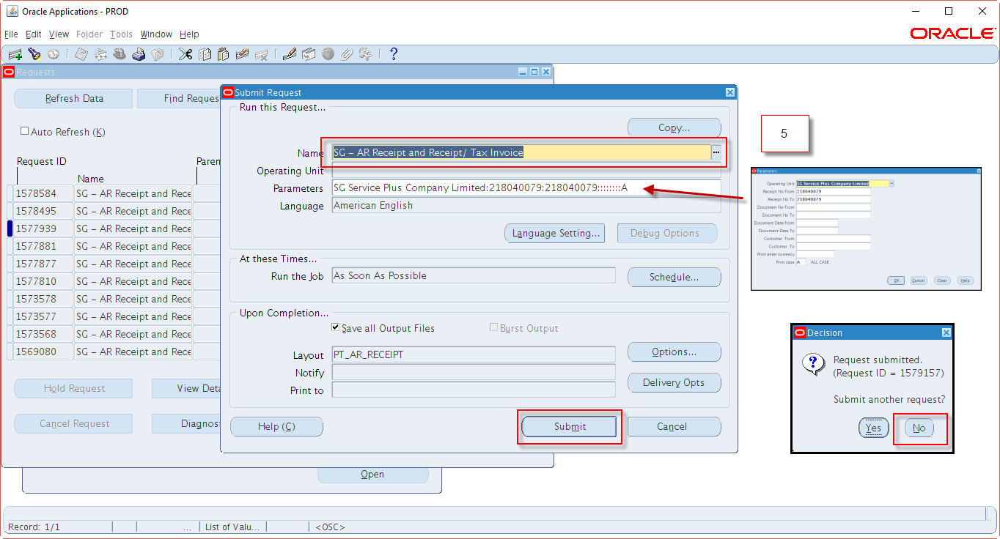 Oracle Applications - PROD
File Edit View Folder Tools Window Help
ORACLE
Requests
Refresh Data
Find Reques
Auto Refresh (K)
Request ID
Name
Paren
1578584 SG – AR Receipt and Rece
1578495 SG – AR Receipt and Rece
1577939 SG – AR Receipt and Rece
1577881 SG – AR Receipt and Rece
1577877 SG – AR Receipt and Rece
1577810 SG – AR Receipt and Rece
1573578 SG – AR Receipt and Rece
1573577 SG – AR Receipt and Rece
1573568 SG – AR Receipt and Rece
1569080 SG – AR Receipt and Rece
Hold Request
View Deta
Cancel Request
Diagnos
Open
Submit Request
Run this Request...
Copy...
Name SG – AR Receipt and Receipt/ Tax Invoice ...
Operating Unit
Parameters SG Service Plus Company Limited:218040079:218040079::::::::A
Language American English
Language Setting...
Debug Options
At these Times...
Run the Job As Soon As Possible
Schedule...
Upon Completion...
Save all Output Files
Burst Output
Layout PT_AR_RECEIPT
Options...
Notify
Delivery Opts
Print to
Help (C)
Submit
Cancel
5
Parameters
Operating Unit SG Service Plus Company Limited
Receipt No From 218040079
Receipt No To 218040079
Document No From
Document No To
Document Date From
Document Date To
Customer From
Customer To
Print enter currency
Print case A ALL CASE
OK Cancel Clear Help
Decision
Request submitted.
(Request ID = 1579157)
Submit another request?
Yes No
Record: 1/1 ... List of Valu... <OSC>